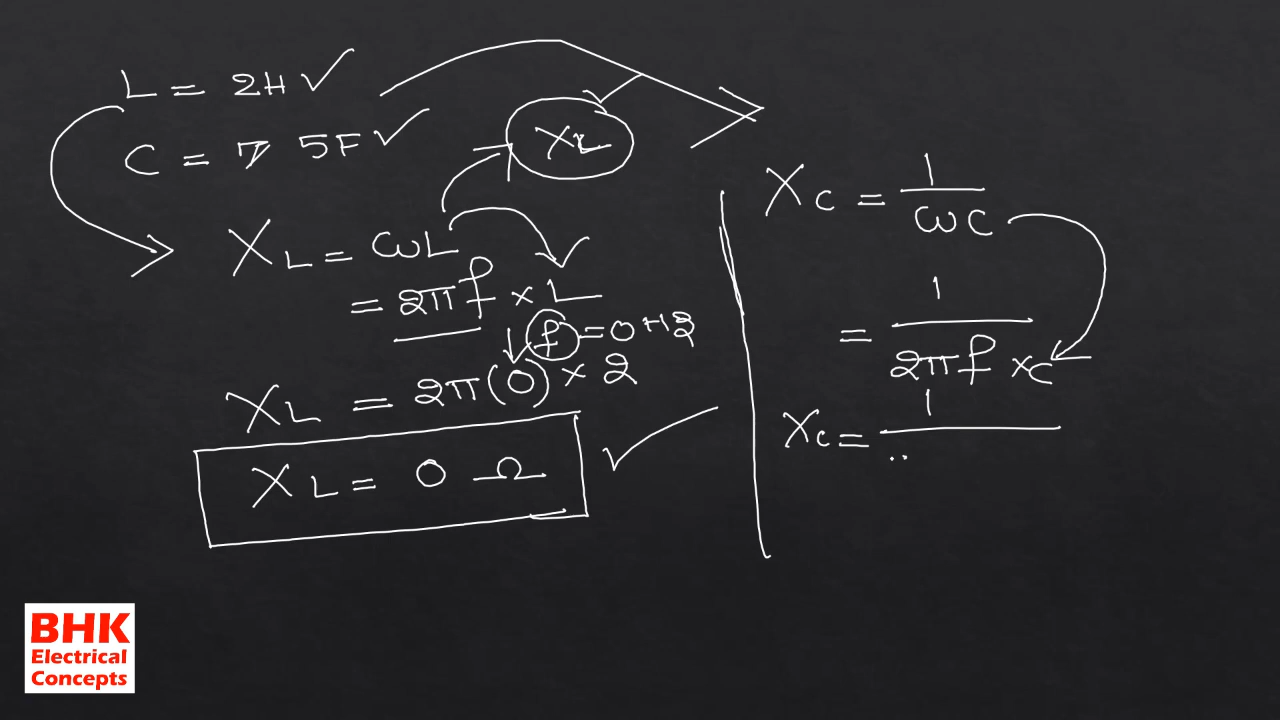 L = 2H ✓
C = 7 5F ✓
XL
XL = ωL
= 2πf × L
f = 0 Hz
XL = 2π(0) × 2
XL = 0 Ω
✓
XC = 1/ωC
= 1/2πf × C
XC = 1/..
BHK
Electrical
Concepts